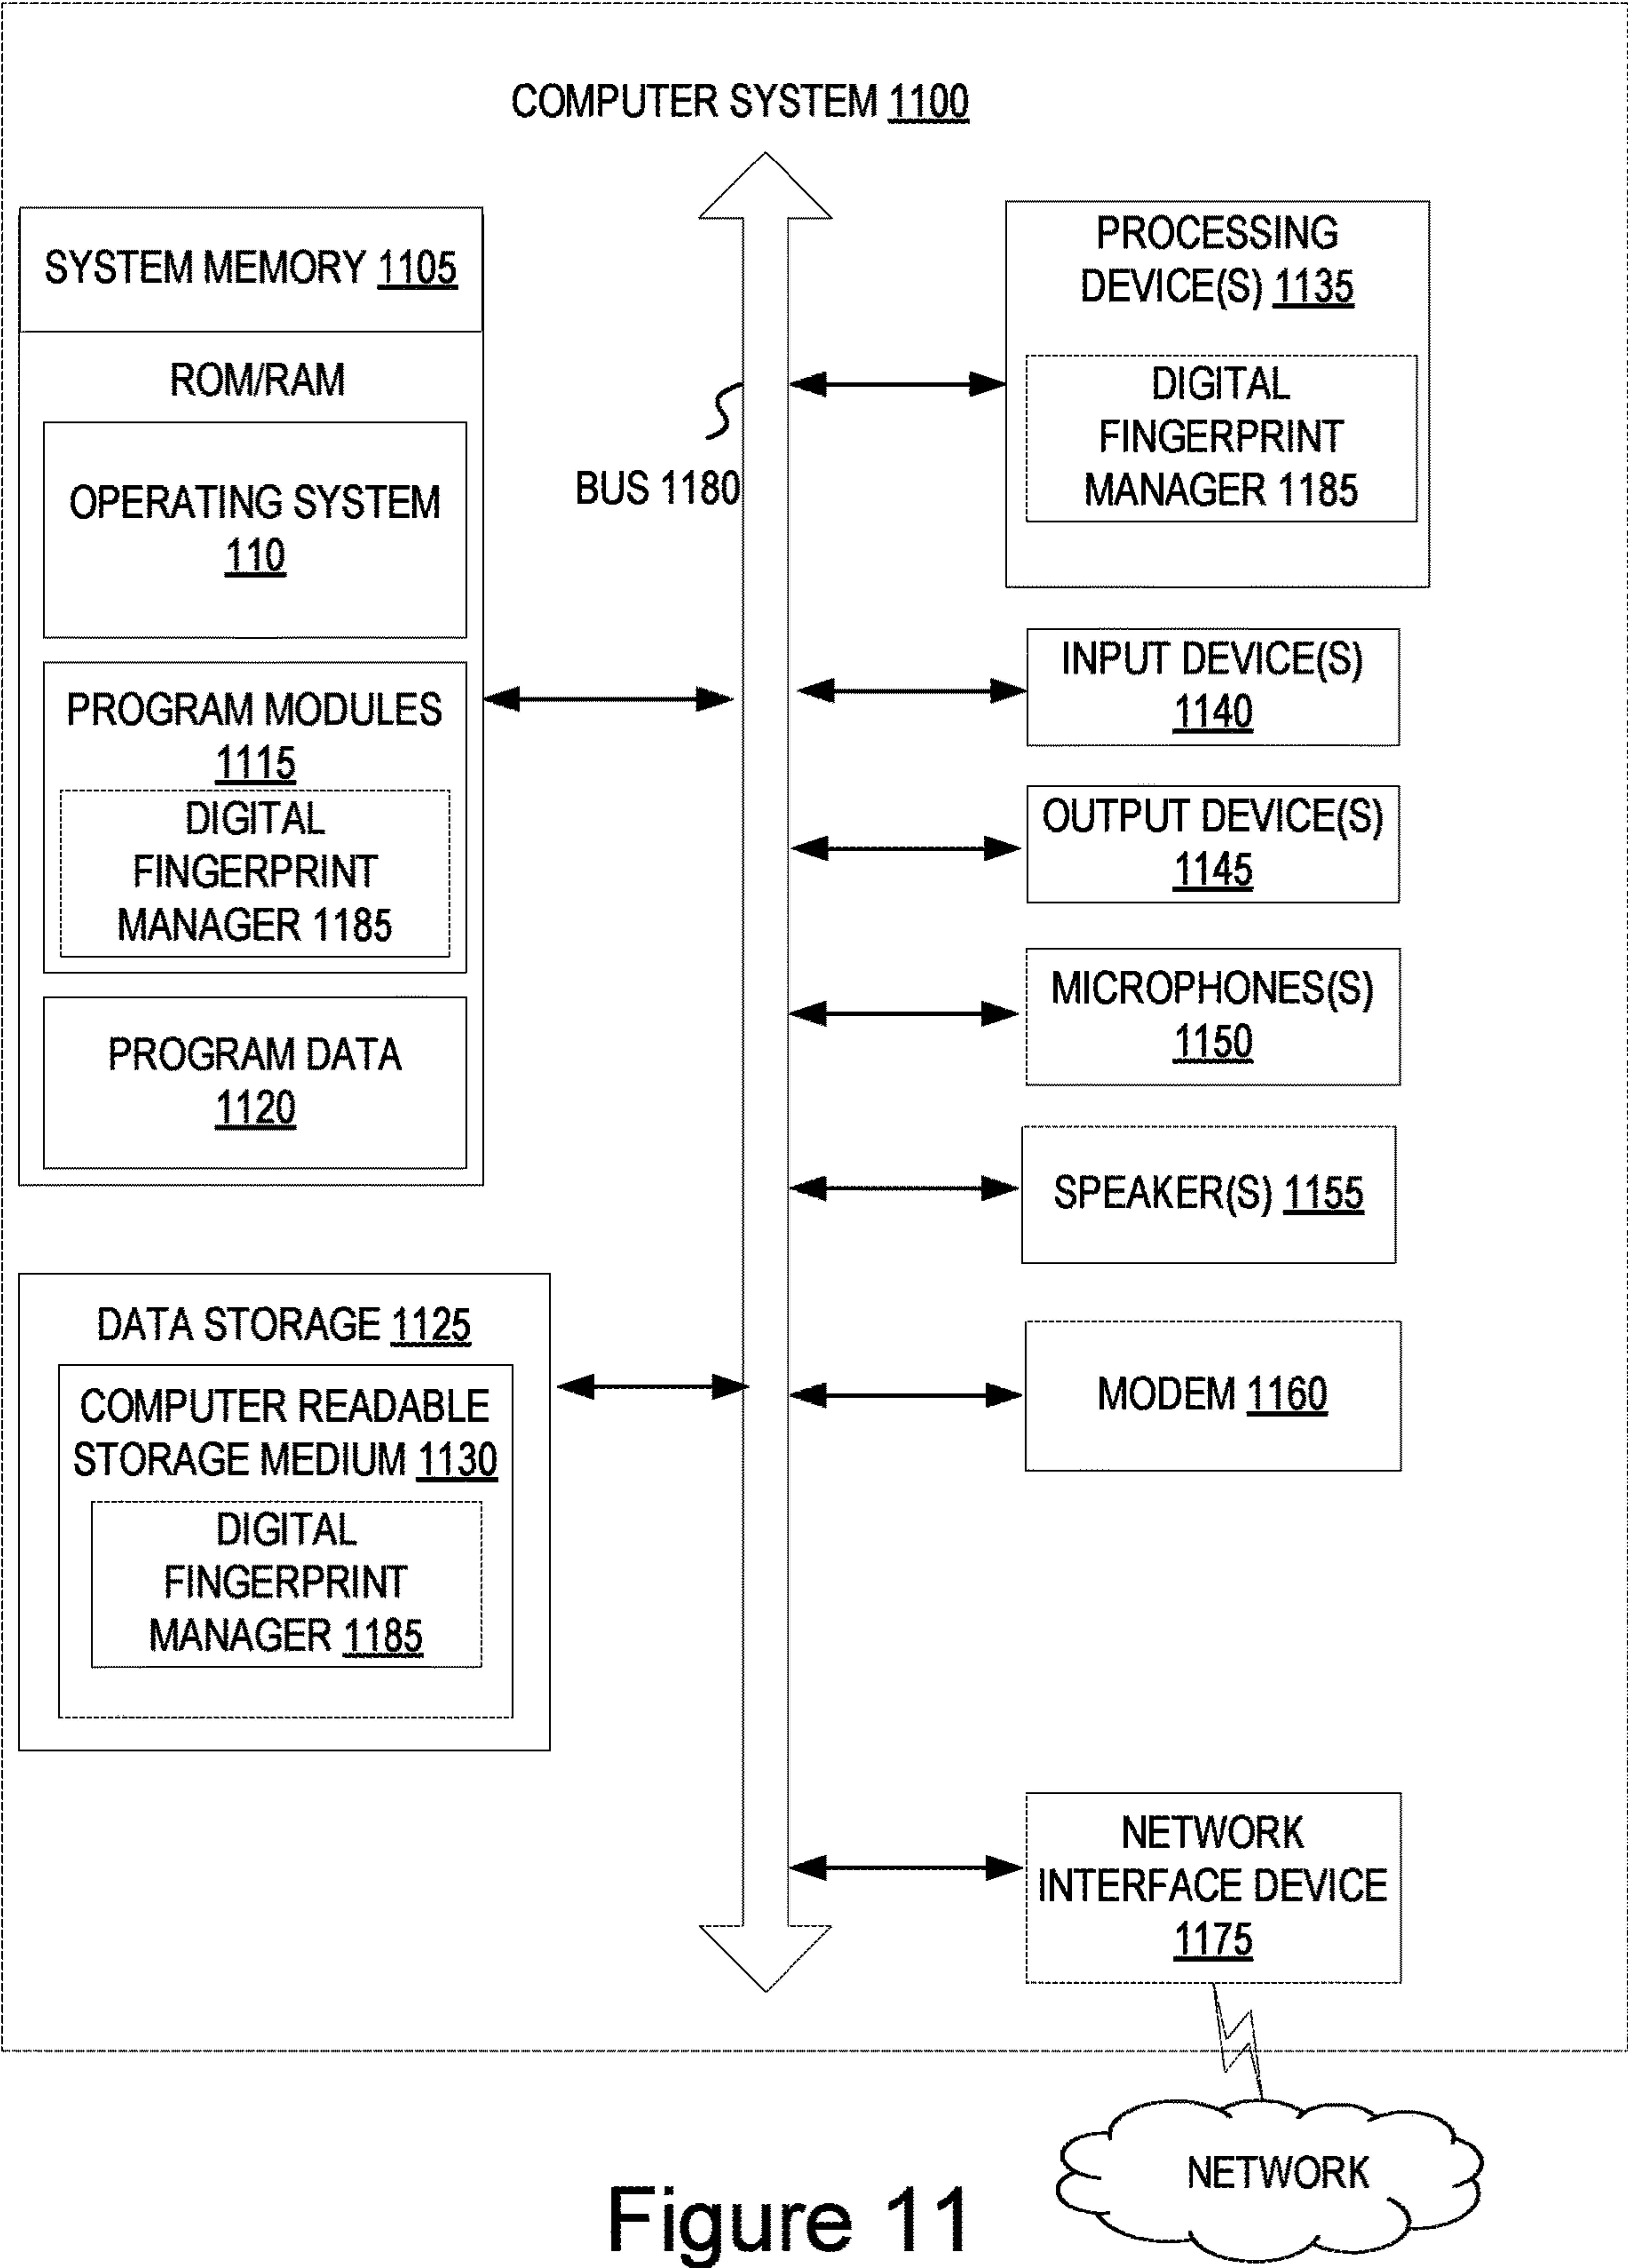 COMPUTER SYSTEM 1100
SYSTEM MEMORY 1105
ROM/RAM
OPERATING SYSTEM
110
PROGRAM MODULES
1115
DIGITAL
FINGERPRINT
MANAGER 1185
PROGRAM DATA
1120
DATA STORAGE 1125
COMPUTER READABLE
STORAGE MEDIUM 1130
DIGITAL
FINGERPRINT
MANAGER 1185
BUS 1180
PROCESSING
DEVICE(S) 1135
DIGITAL
FINGERPRINT
MANAGER 1185
INPUT DEVICE(S)
1140
OUTPUT DEVICE(S)
1145
MICROPHONES(S)
1150
SPEAKER(S) 1155
MODEM 1160
NETWORK
INTERFACE DEVICE
1175
NETWORK
Figure 11